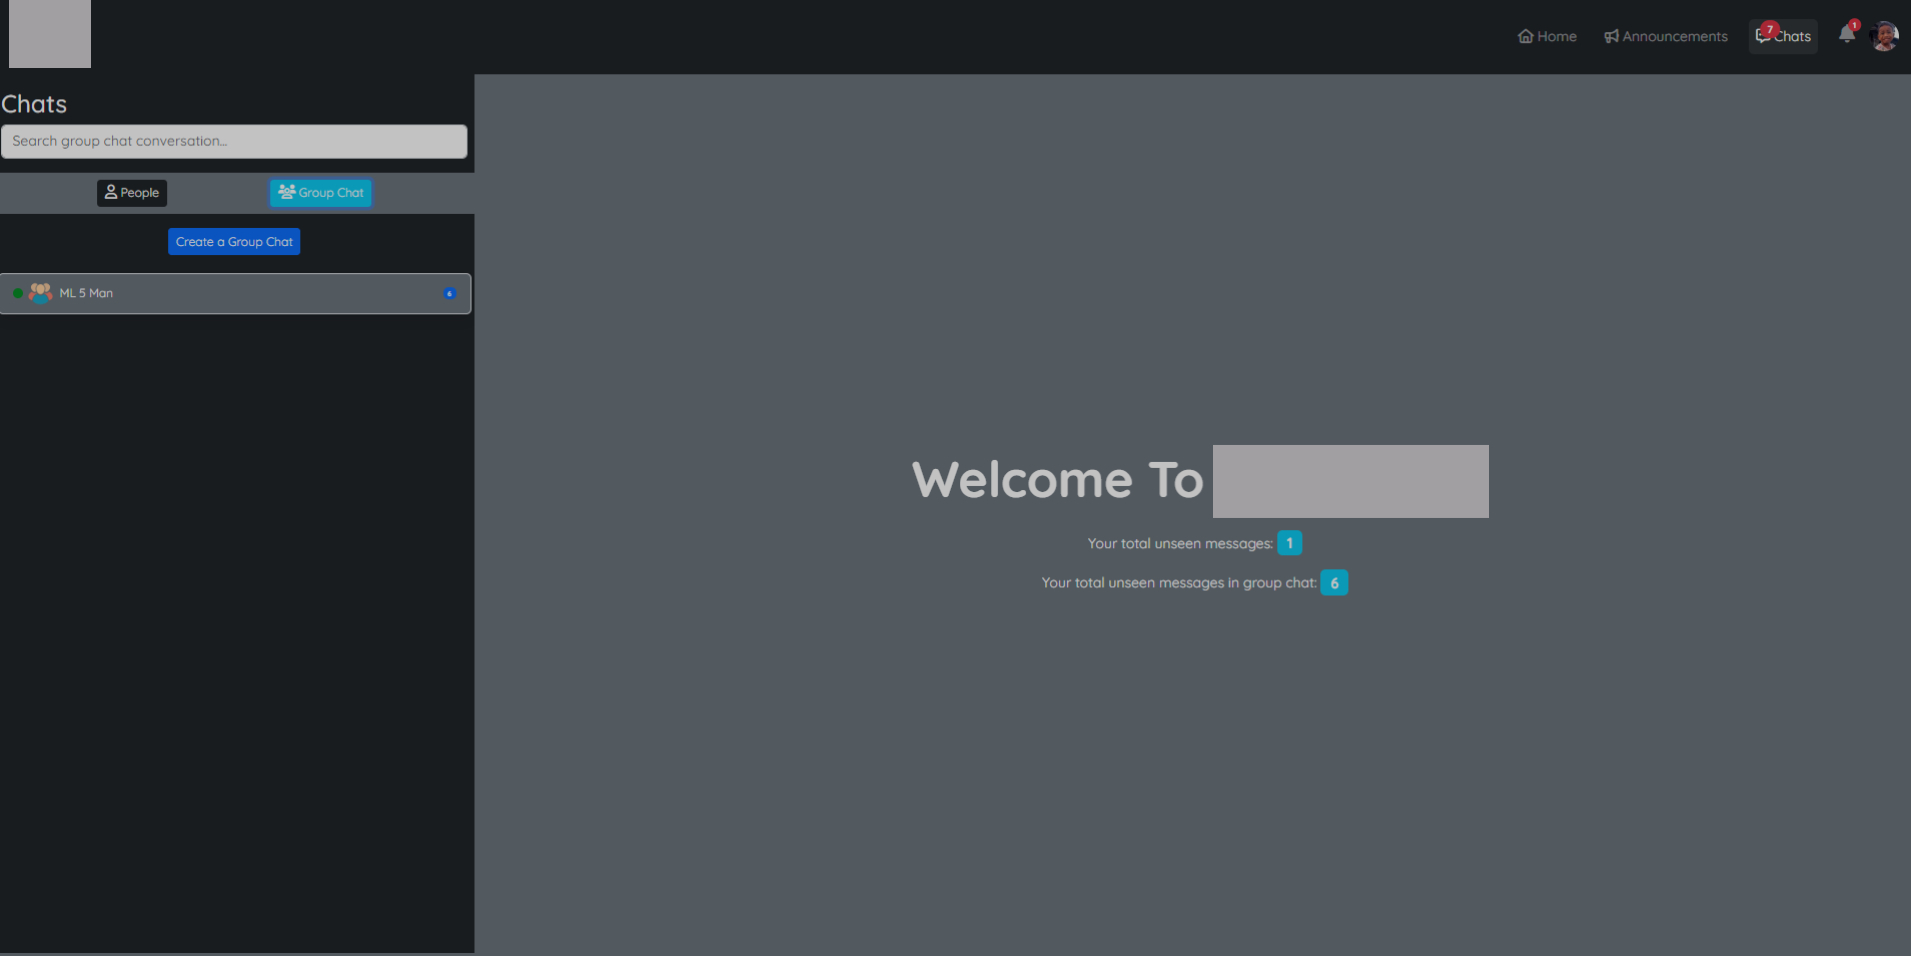 Home
Announcements
7
Chats
1
Chats
Search group chat conversation...
People
Group Chat
Create a Group Chat
ML 5 Man
6
Welcome To
Your total unseen messages: 1
Your total unseen messages in group chat: 6